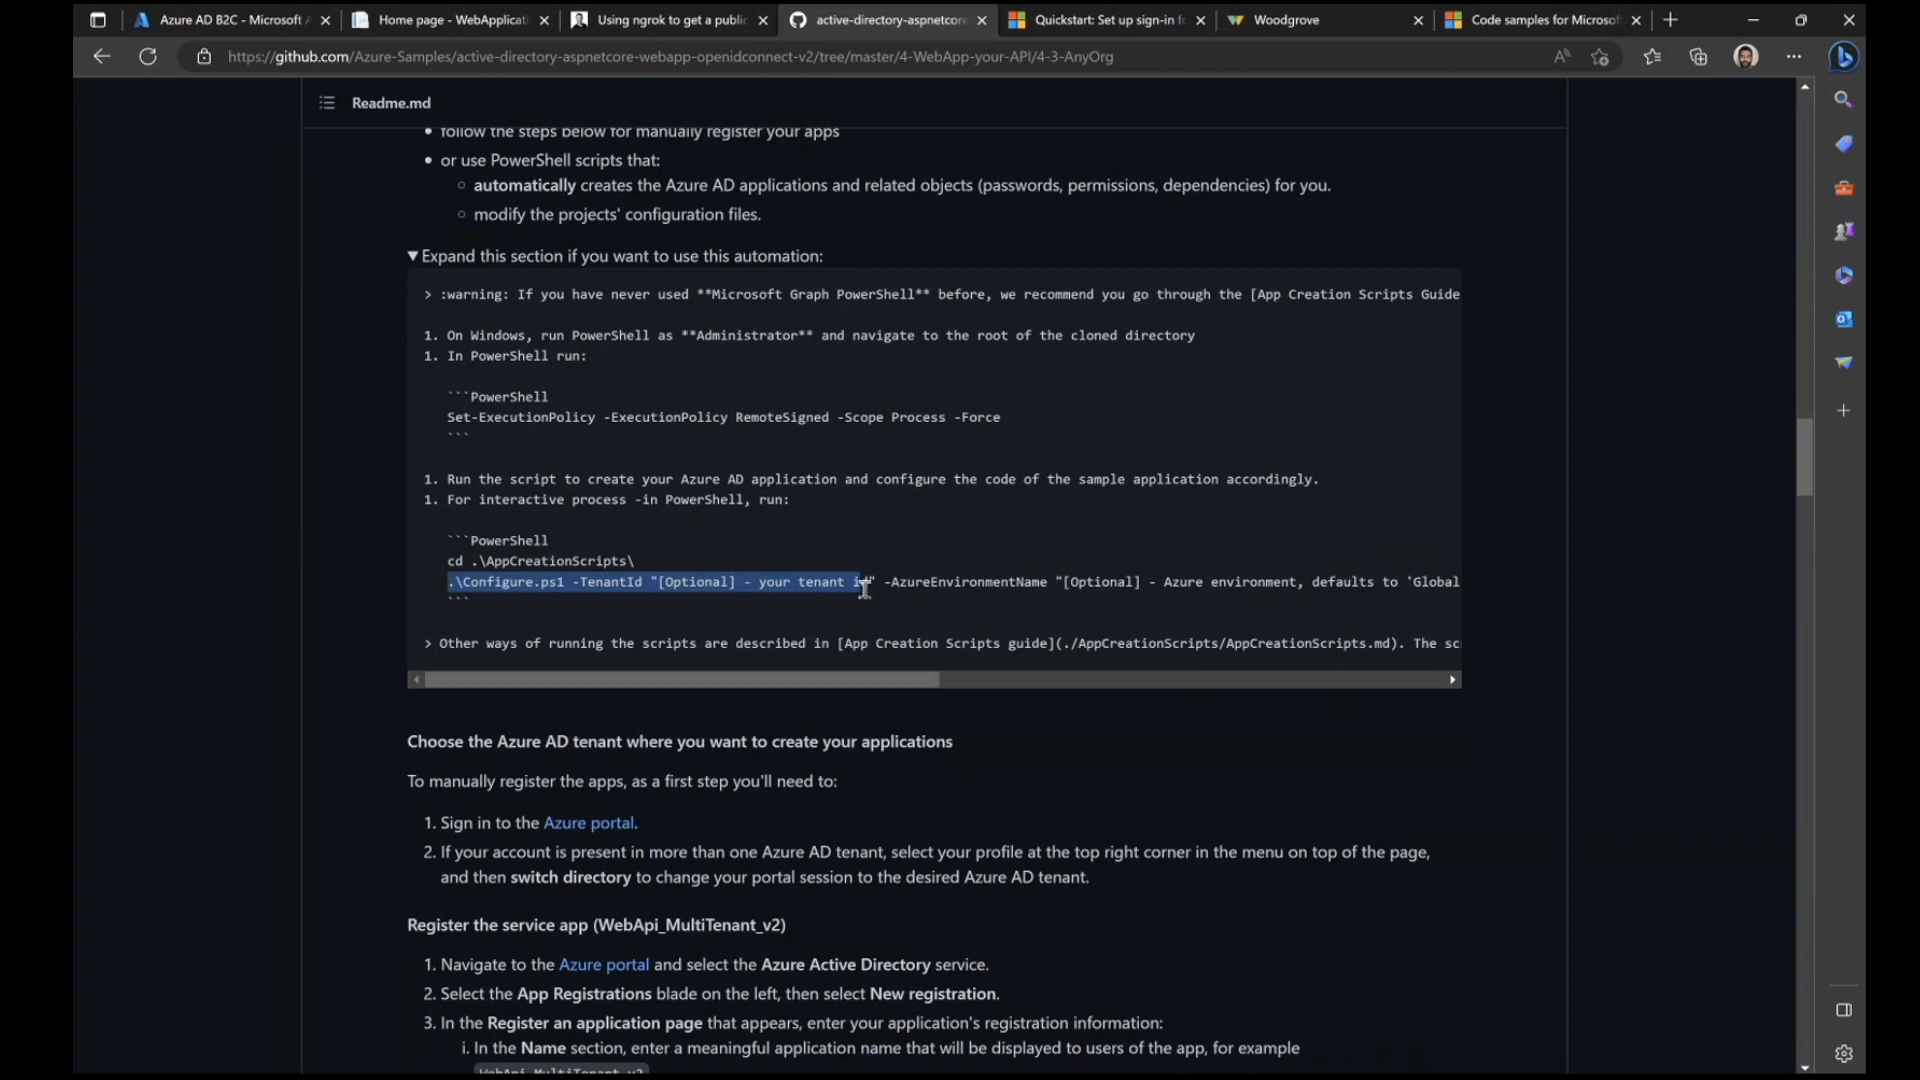 Azure AD B2C - Microsoft A
Home page - WebApplicati
Using ngrok to get a public
active-directory-aspnetcore
Quickstart: Set up sign-in fo
Woodgrove
Code samples for Microsof
https://github.com/Azure-Samples/active-directory-aspnetcore-webapp-openidconnect-v2/tree/master/4-WebApp-your-API/4-3-AnyOrg
Readme.md
• follow the steps below for manually register your apps
• or use PowerShell scripts that:
○ automatically creates the Azure AD applications and related objects (passwords, permissions, dependencies) for you.
○ modify the projects' configuration files.
▼Expand this section if you want to use this automation:
> :warning: If you have never used **Microsoft Graph PowerShell** before, we recommend you go through the [App Creation Scripts Guide
1. On Windows, run PowerShell as **Administrator** and navigate to the root of the cloned directory
1. In PowerShell run:
```PowerShell
Set-ExecutionPolicy -ExecutionPolicy RemoteSigned -Scope Process -Force
```
1. Run the script to create your Azure AD application and configure the code of the sample application accordingly.
1. For interactive process -in PowerShell, run:
```PowerShell
cd .\AppCreationScripts\
.\Configure.ps1 -TenantId "[Optional] - your tenant id" -AzureEnvironmentName "[Optional] - Azure environment, defaults to 'Global
```
> Other ways of running the scripts are described in [App Creation Scripts guide](./AppCreationScripts/AppCreationScripts.md). The sc
Choose the Azure AD tenant where you want to create your applications
To manually register the apps, as a first step you'll need to:
1. Sign in to the Azure portal.
2. If your account is present in more than one Azure AD tenant, select your profile at the top right corner in the menu on top of the page,
and then switch directory to change your portal session to the desired Azure AD tenant.
Register the service app (WebApi_MultiTenant_v2)
1. Navigate to the Azure portal and select the Azure Active Directory service.
2. Select the App Registrations blade on the left, then select New registration.
3. In the Register an application page that appears, enter your application's registration information:
i. In the Name section, enter a meaningful application name that will be displayed to users of the app, for example
WebApi_MultiTenant_v2